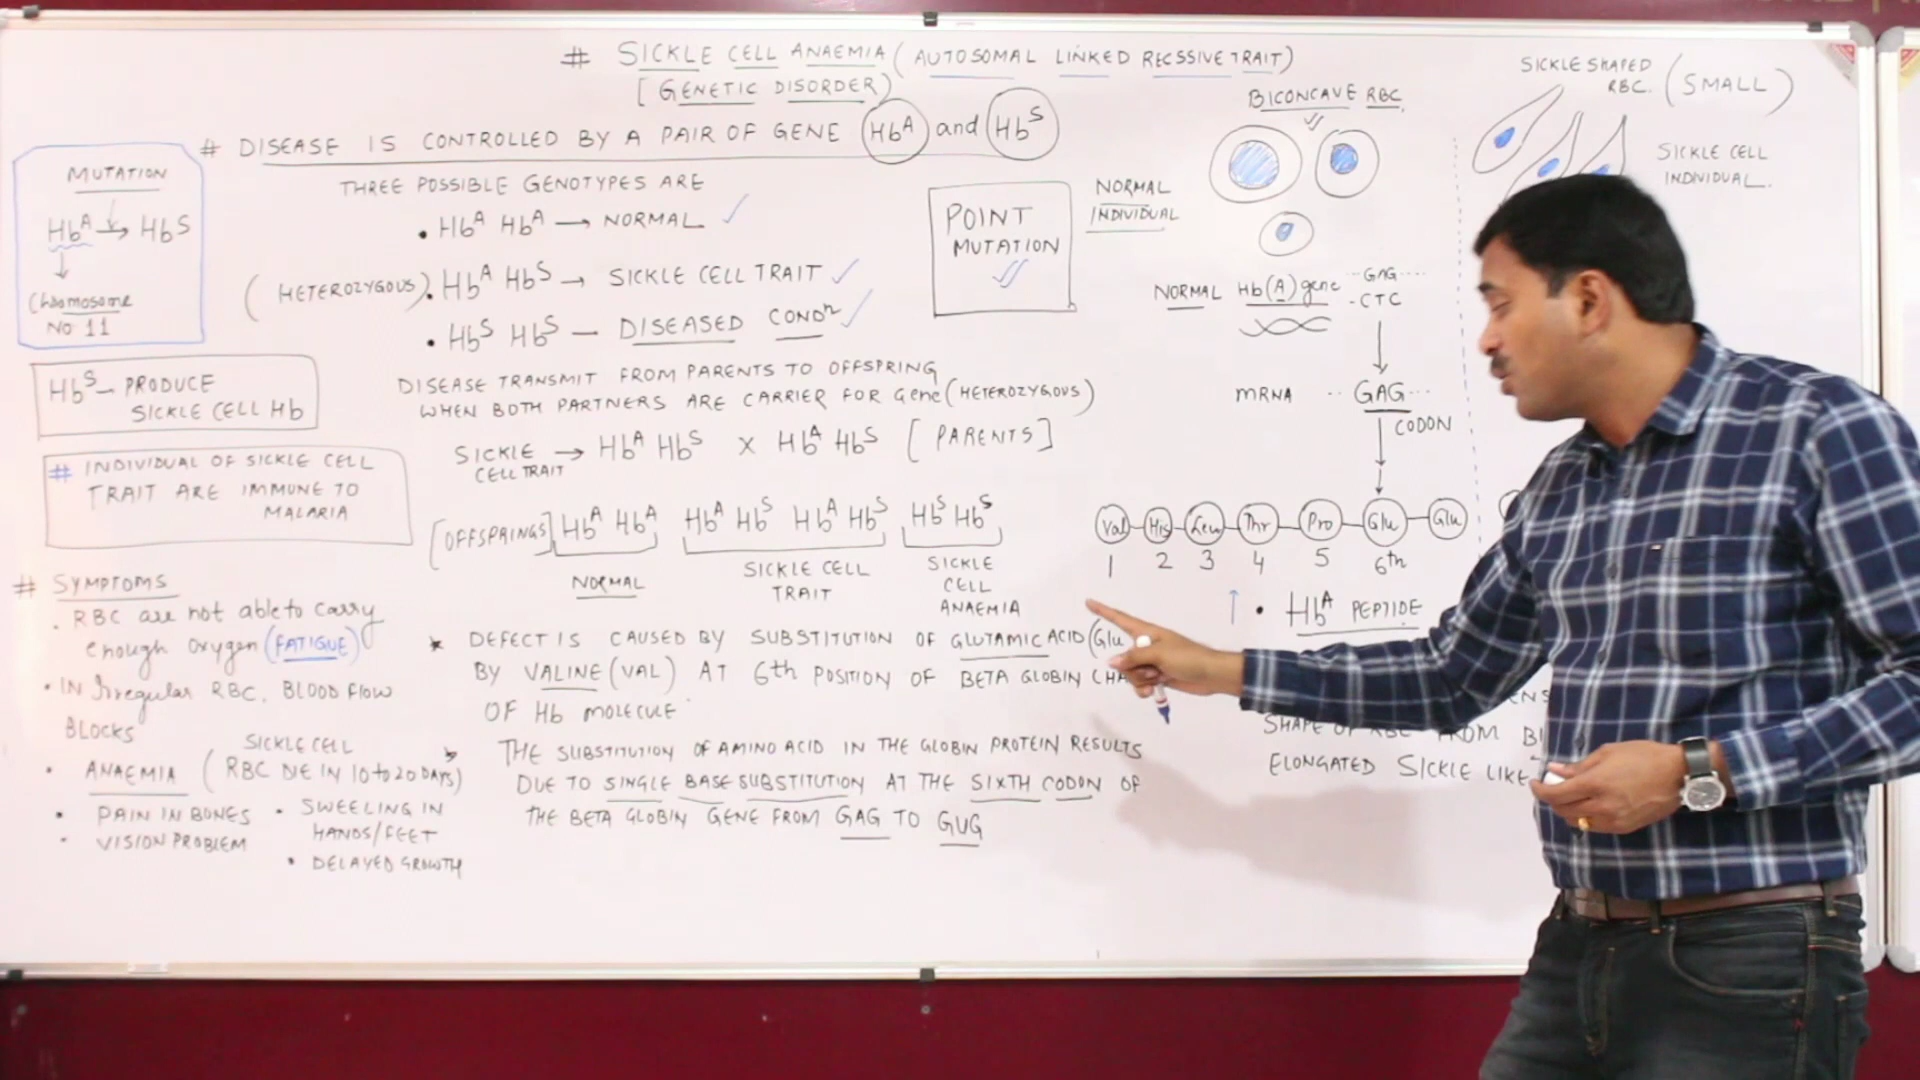 # SICKLE CELL ANAEMIA (AUTOSOMAL LINKED RECSSIVE TRAIT)
[GENETIC DISORDER)
# DISEASE IS CONTROLLED BY A PAIR OF GENE HbA and HbS
MUTATION
HbA → HbS
↓
Chromosome
No 11
THREE POSSIBLE GENOTYPES ARE
• HbA HbA → NORMAL ✓
(HETEROZYGOUS) • HbA HbS → SICKLE CELL TRAIT ✓
• HbS HbS — DISEASED CONDn ✓
POINT
MUTATION
HbS — PRODUCE
SICKLE CELL Hb
DISEASE TRANSMIT FROM PARENTS TO OFFSPRING
WHEN BOTH PARTNERS ARE CARRIER FOR Gene (HETEROZYGOUS)
SICKLE → HbA HbS X HbA HbS [PARENTS]
CELL TRAIT
# INDIVIDUAL OF SICKLE CELL
TRAIT ARE IMMUNE TO
MALARIA
[OFFSPRINGS] HbA HbA HbA HbS HbA HbS HbS HbS
NORMAL
SICKLE CELL
TRAIT
SICKLE
CELL
ANAEMIA
# SYMPTOMS
• RBC are not able to carry
enough oxygen (FATIGUE)
• IN Irregular RBC, BLOOD FLOW
BLOCKS
SICKLE CELL
• ANAEMIA (RBC DIE IN 10 to 20 DAYS)
• PAIN IN BONES
• VISION PROBLEM
• SWEELING IN
HANDS/FEET
• DELAYED GROWTH
* DEFECT IS CAUSED BY SUBSTITUTION OF GLUTAMIC ACID (Glu
BY VALINE (VAL) AT 6th POSITION OF BETA GLOBIN CHA
OF Hb MOLECULE
THE SUBSTITUTION OF AMINO ACID IN THE GLOBIN PROTEIN RESULTS
DUE TO SINGLE BASE SUBSTITUTION AT THE SIXTH CODON OF
THE BETA GLOBIN GENE FROM GAG TO GUG
BICONCAVE RBC
NORMAL
INDIVIDUAL
NORMAL Hb(A) gene ...GAG....
-CTC
mRNA ..GAG...
CODON
Val His Leu Thr Pro Glu Glu
1 2 3 4 5 6th
↑ • HbA PEPTIDE
SHAPE OF RBC FROM BI
ELONGATED SICKLE LIKE
SICKLE SHAPED
RBC. (SMALL)
SICKLE CELL
INDIVIDUAL.